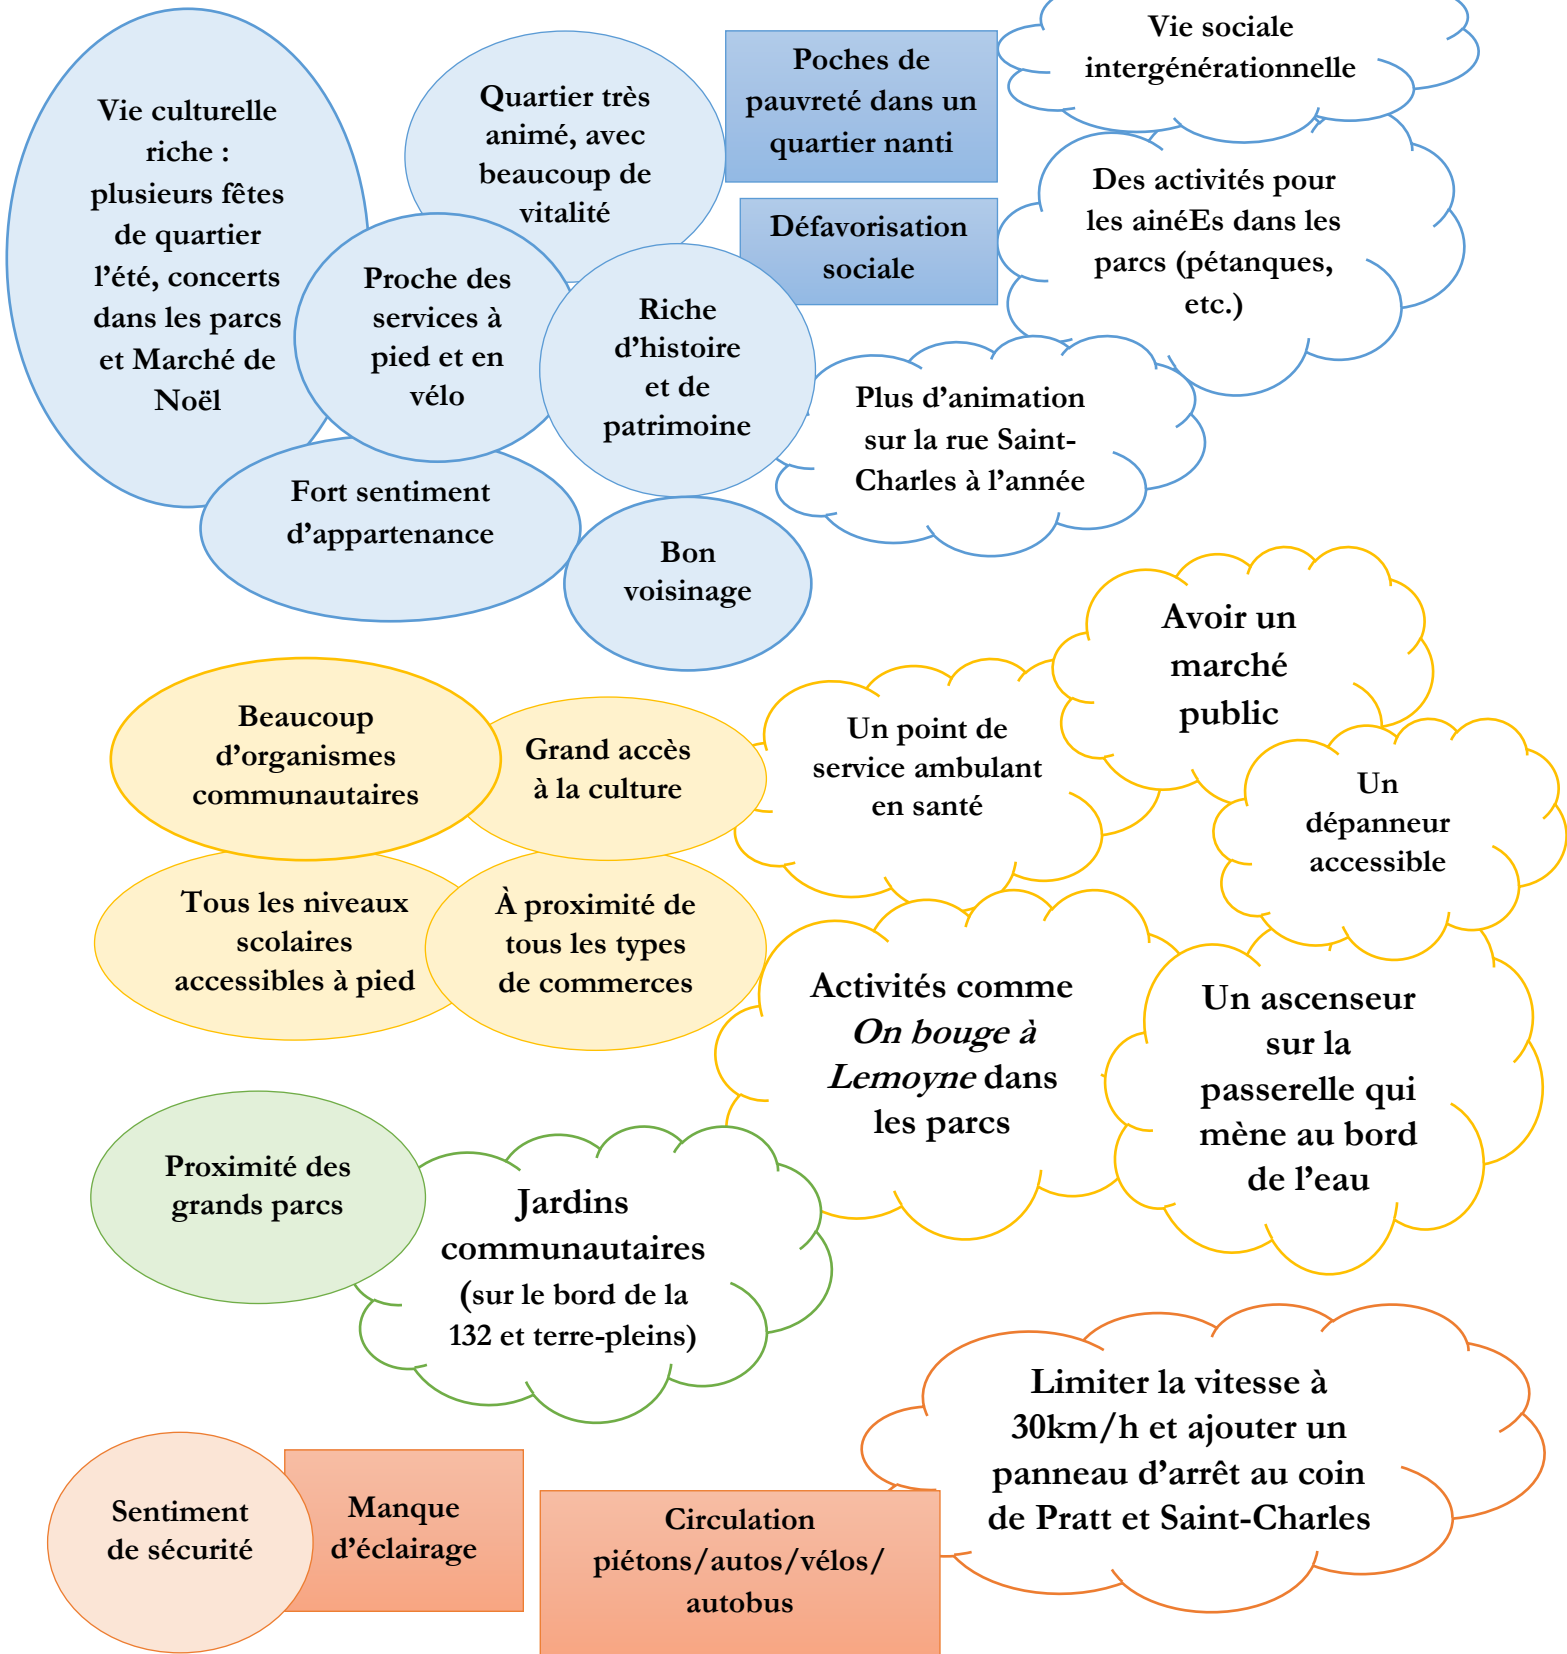 Vie culturelle
riche :
plusieurs fêtes
de quartier
l'été, concerts
dans les parcs
et Marché de
Noël
Quartier très
animé, avec
beaucoup de
vitalité
Poches de
pauvreté dans un
quartier nanti
Vie sociale
intergénérationnelle
Proche des
services à
pied et en
vélo
Riche
d'histoire
et de
patrimoine
Défavorisation
sociale
Des activités pour
les ainéEs dans les
parcs (pétanques,
etc.)
Plus d'animation
sur la rue Saint-
Charles à l'année
Fort sentiment
d'appartenance
Bon
voisinage
Beaucoup
d'organismes
communautaires
Grand accès
à la culture
Un point de
service ambulant
en santé
Avoir un
marché
public
Un
dépanneur
accessible
Tous les niveaux
scolaires
accessibles à pied
À proximité de
tous les types
de commerces
Activités comme
On bouge à
Lemoyne dans
les parcs
Un ascenseur
sur la
passerelle qui
mène au bord
de l'eau
Proximité des
grands parcs
Jardins
communautaires
(sur le bord de la
132 et terre-pleins)
Limiter la vitesse à
30km/h et ajouter un
panneau d'arrêt au coin
de Pratt et Saint-Charles
Sentiment
de sécurité
Manque
d'éclairage
Circulation
piétons/autos/vélos/
autobus